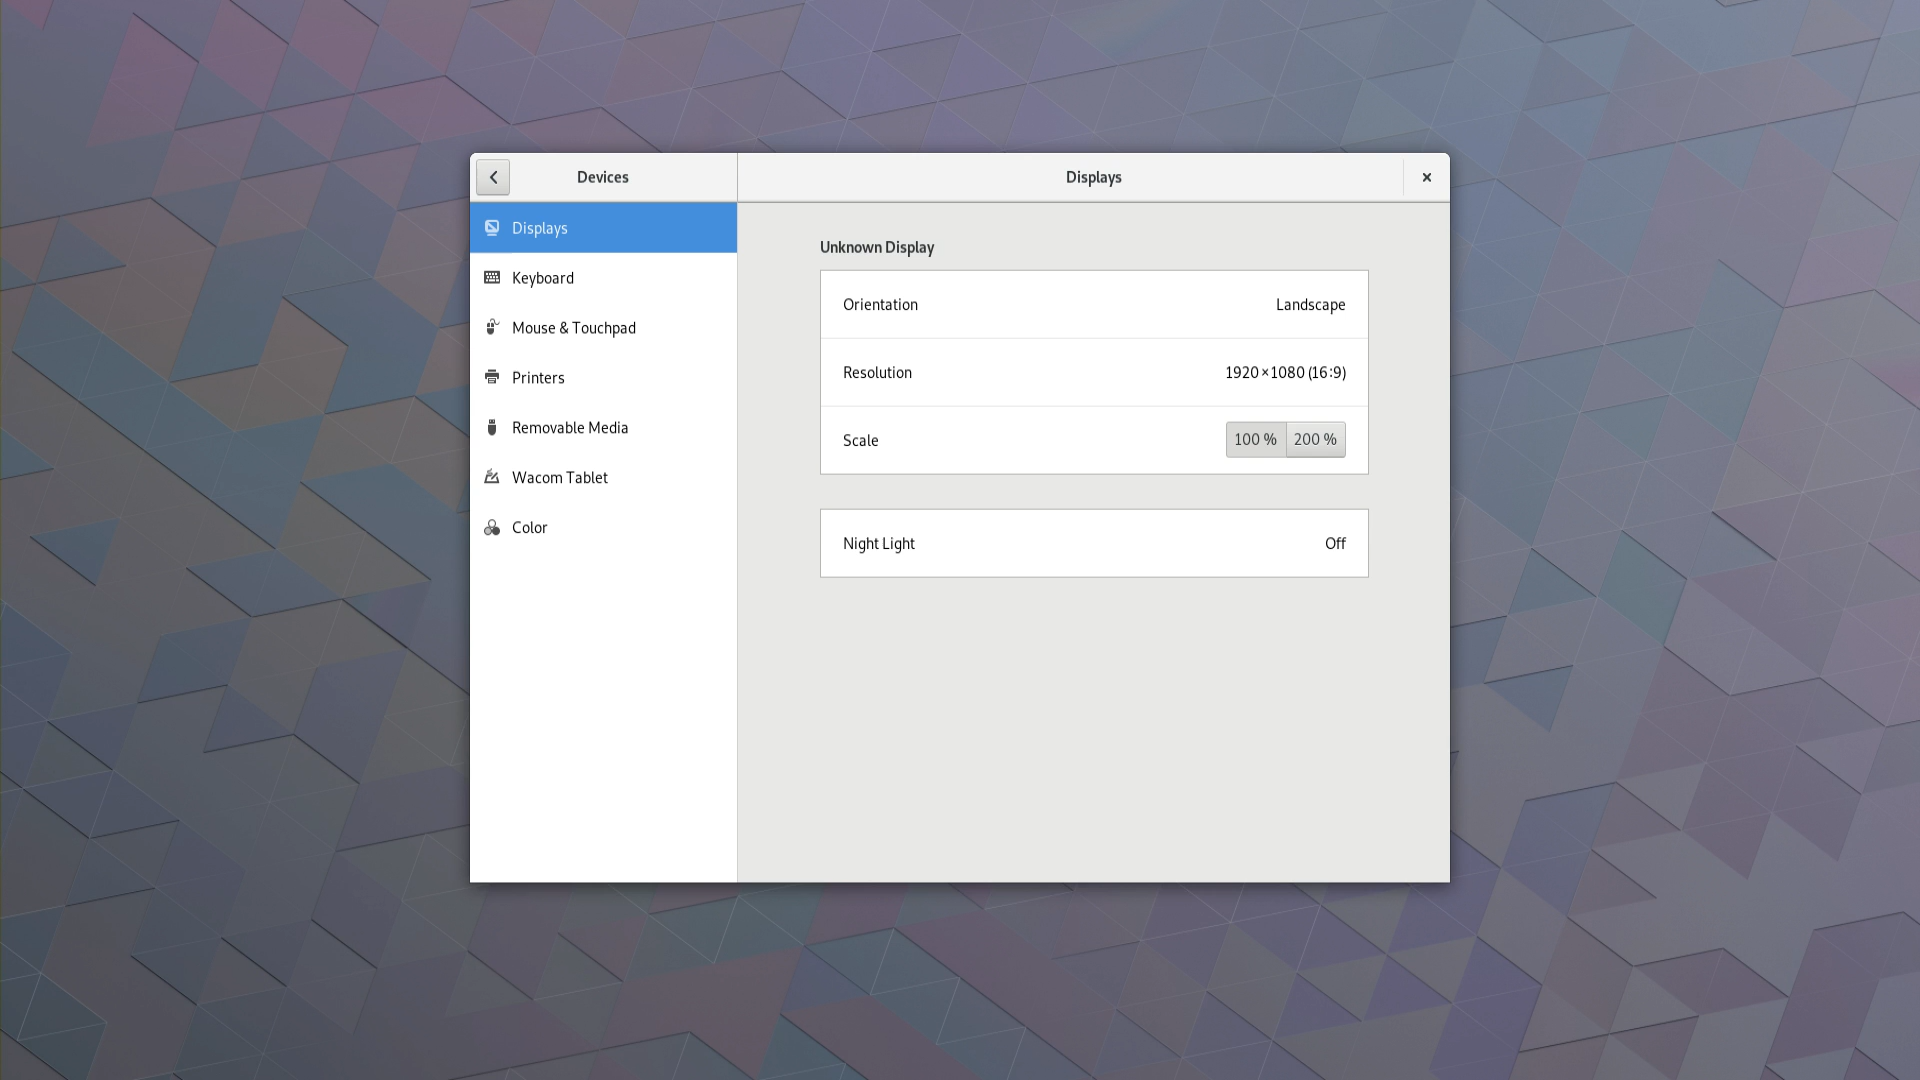 Devices
Displays
Displays
Keyboard
Mouse & Touchpad
Printers
Removable Media
Wacom Tablet
Color
Unknown Display
Orientation Landscape
Resolution 1920×1080 (16:9)
Scale 100 % 200 %
Night Light Off